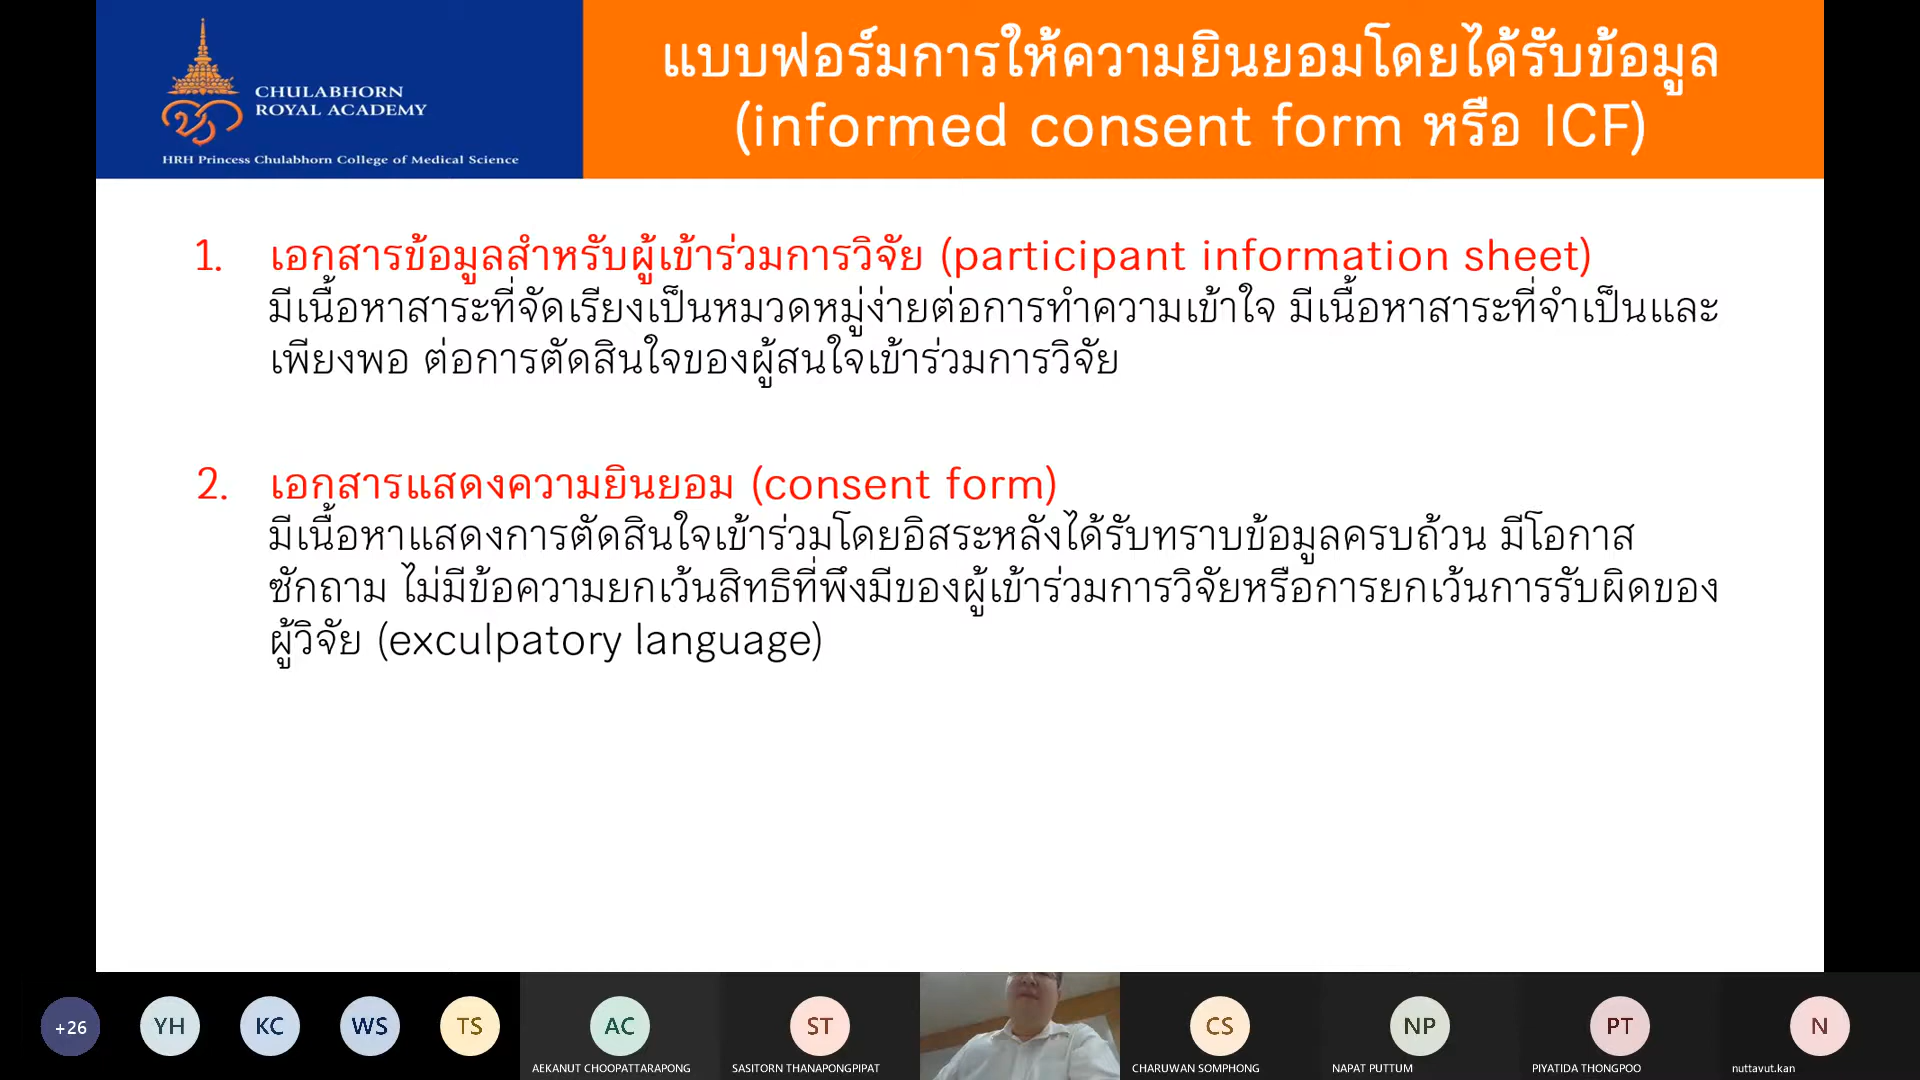 CHULABHORN
ROYAL ACADEMY
HRH Princess Chulabhorn College of Medical Science
แบบฟอร์มการให้ความยินยอมโดยได้รับข้อมูล
(informed consent form หรือ ICF)
1. เอกสารข้อมูลสำหรับผู้เข้าร่วมการวิจัย (participant information sheet)
มีเนื้อหาสาระที่จัดเรียงเป็นหมวดหมู่ง่ายต่อการทำความเข้าใจ มีเนื้อหาสาระที่จำเป็นและ
เพียงพอ ต่อการตัดสินใจของผู้สนใจเข้าร่วมการวิจัย
2. เอกสารแสดงความยินยอม (consent form)
มีเนื้อหาแสดงการตัดสินใจเข้าร่วมโดยอิสระหลังได้รับทราบข้อมูลครบถ้วน มีโอกาส
ซักถาม ไม่มีข้อความยกเว้นสิทธิที่พึงมีของผู้เข้าร่วมการวิจัยหรือการยกเว้นการรับผิดของ
ผู้วิจัย (exculpatory language)
+26 YH KC WS TS AC ST CS NP PT N
AEKANUT CHOOPATTARAPONG SASITORN THANAPONGPIPAT CHARUWAN SOMPHONG NAPAT PUTTUM PIYATIDA THONGPOO nuttavut.kan